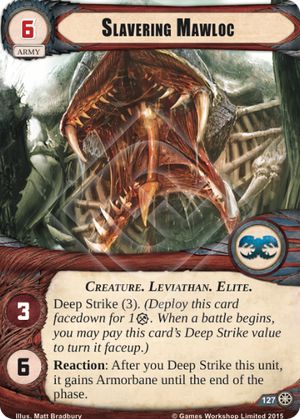 6
ARMY
SLAVERING MAWLOC
CREATURE. LEVIATHAN. ELITE.
3
Deep Strike (3). (Deploy this card
facedown for 1. When a battle begins,
you may pay this card's Deep Strike value
to turn it faceup.)
6
Reaction: After you Deep Strike this unit,
it gains Armorbane until the end of the
phase.
127
Illus. Matt Bradbury
© Games Workshop Limited 2015